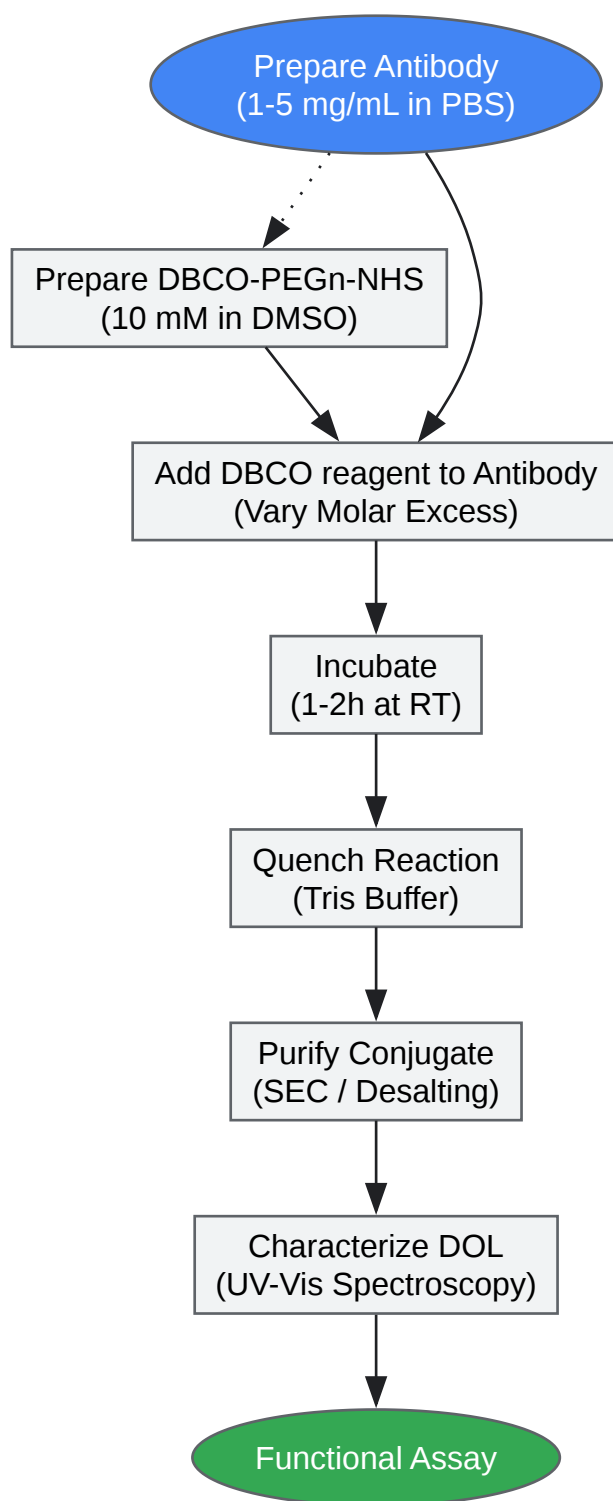 Prepare Antibody
(1-5 mg/mL in PBS)
Prepare DBCO-PEGn-NHS
(10 mM in DMSO)
Add DBCO reagent to Antibody
(Vary Molar Excess)
Incubate
(1-2h at RT)
Quench Reaction
(Tris Buffer)
Purify Conjugate
(SEC / Desalting)
Characterize DOL
(UV-Vis Spectroscopy)
Functional Assay